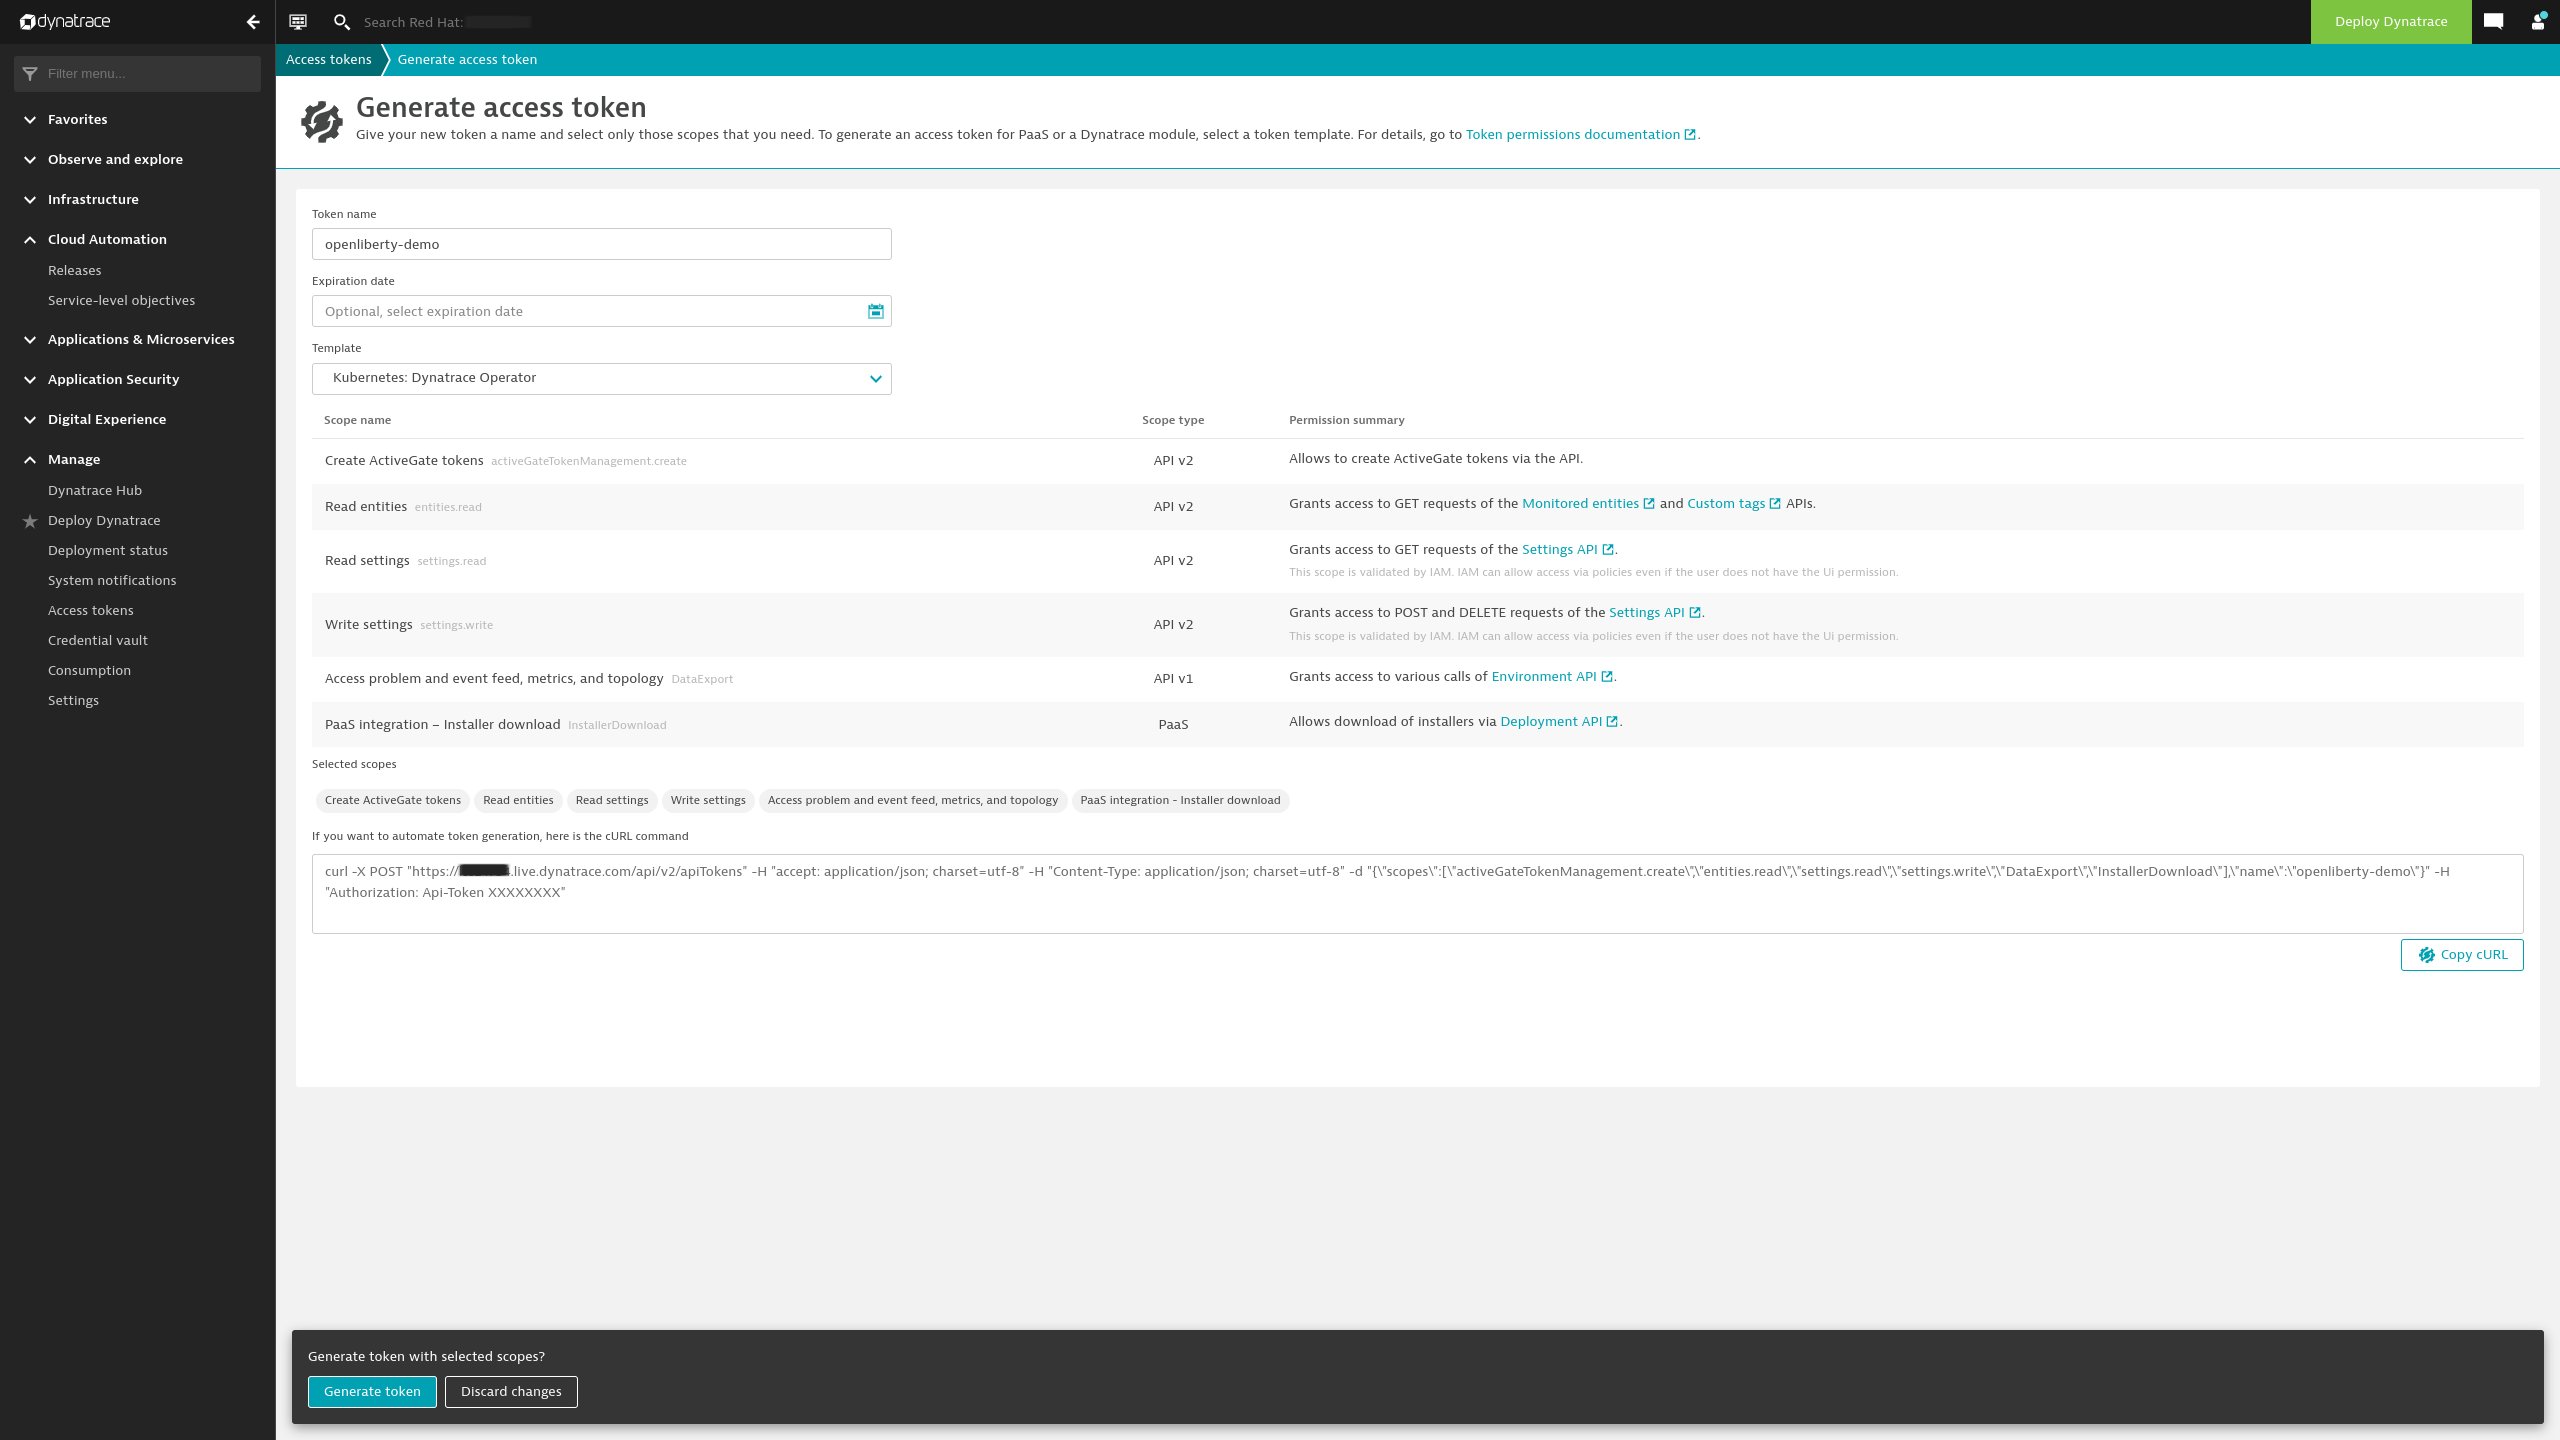 dynatrace
Search Red Hat:
Deploy Dynatrace
Filter menu...
Favorites
Observe and explore
Infrastructure
Cloud Automation
Releases
Service-level objectives
Applications & Microservices
Application Security
Digital Experience
Manage
Dynatrace Hub
Deploy Dynatrace
Deployment status
System notifications
Access tokens
Credential vault
Consumption
Settings
Access tokens Generate access token
Generate access token
Give your new token a name and select only those scopes that you need. To generate an access token for PaaS or a Dynatrace module, select a token template. For details, go to Token permissions documentation.
Token name
openliberty-demo
Expiration date
Optional, select expiration date
Template
Kubernetes: Dynatrace Operator
Scope name Scope type Permission summary
Create ActiveGate tokens activeGateTokenManagement.create API v2 Allows to create ActiveGate tokens via the API.
Read entities entities.read API v2 Grants access to GET requests of the Monitored entities and Custom tags APIs.
Read settings settings.read API v2 Grants access to GET requests of the Settings API.
This scope is validated by IAM. IAM can allow access via policies even if the user does not have the Ui permission.
Write settings settings.write API v2 Grants access to POST and DELETE requests of the Settings API.
This scope is validated by IAM. IAM can allow access via policies even if the user does not have the Ui permission.
Access problem and event feed, metrics, and topology DataExport API v1 Grants access to various calls of Environment API.
PaaS integration – Installer download InstallerDownload PaaS Allows download of installers via Deployment API.
Selected scopes
Create ActiveGate tokens Read entities Read settings Write settings Access problem and event feed, metrics, and topology PaaS integration - Installer download
If you want to automate token generation, here is the cURL command
curl -X POST "https://.live.dynatrace.com/api/v2/apiTokens" -H "accept: application/json; charset=utf-8" -H "Content-Type: application/json; charset=utf-8" -d "{\"scopes\":[\"activeGateTokenManagement.create\",\"entities.read\",\"settings.read\",\"settings.write\",\"DataExport\",\"InstallerDownload\"],\"name\":\"openliberty-demo\"}" -H
"Authorization: Api-Token XXXXXXXX"
Copy cURL
Generate token with selected scopes?
Generate token Discard changes